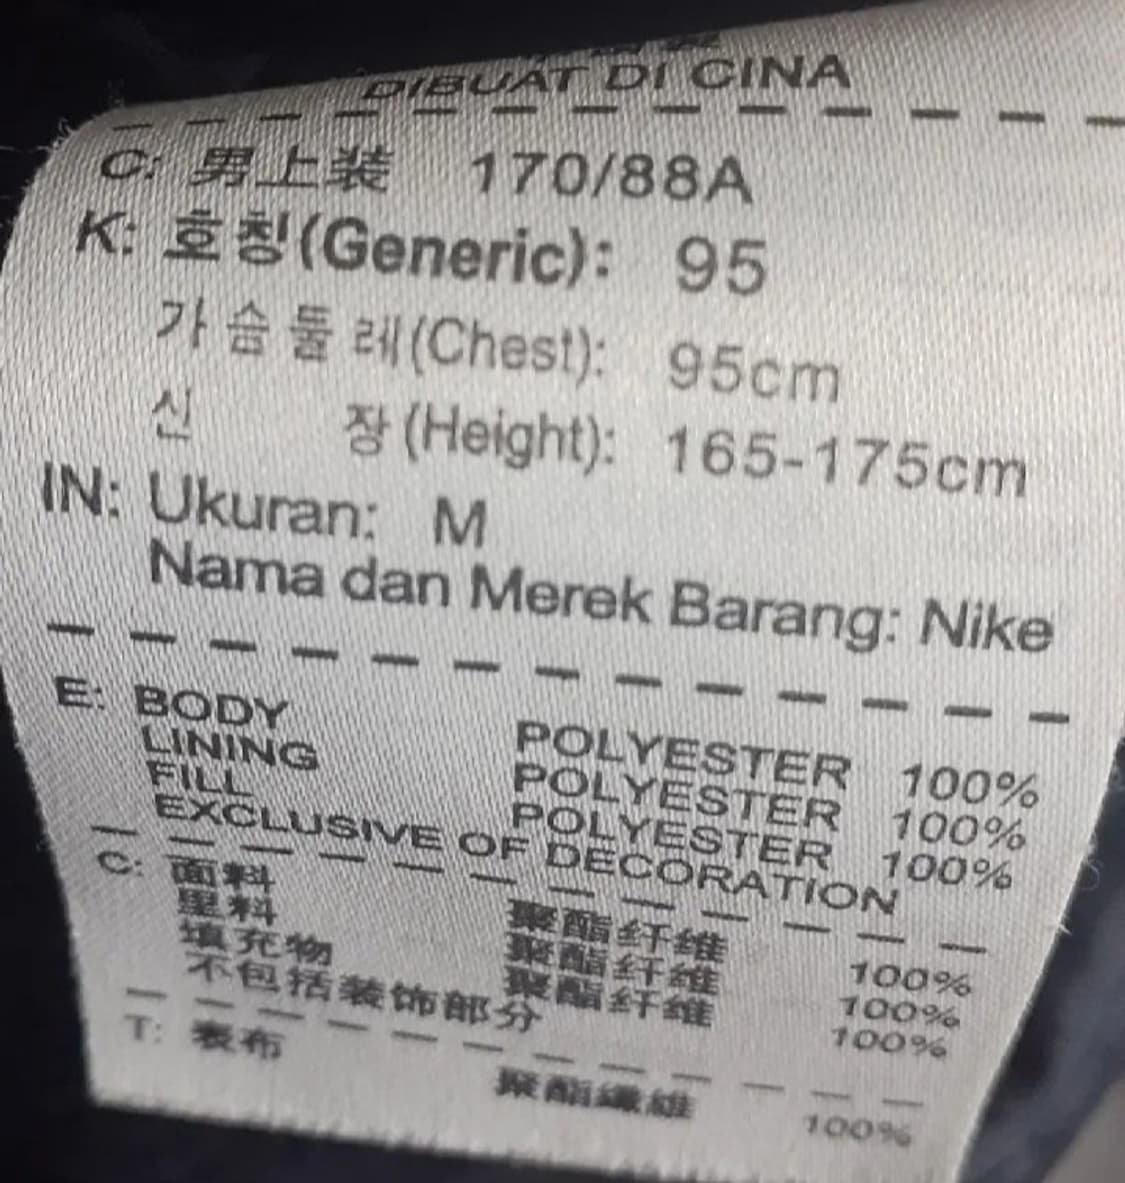 DIBUAT DI CINA
C: 男上装 170/88A
K: 호칭(Generic): 95
가슴둘레(Chest): 95cm
신 장(Height): 165-175cm
IN: Ukuran: M
Nama dan Merek Barang: Nike
E: BODY POLYESTER 100%
LINING POLYESTER 100%
FILL POLYESTER 100%
EXCLUSIVE OF DECORATION
C: 面料 聚酯纤维 100%
里料 聚酯纤维 100%
填充物 聚酯纤维 100%
不包括装饰部分
T: 表布 聚酯纖維 100%